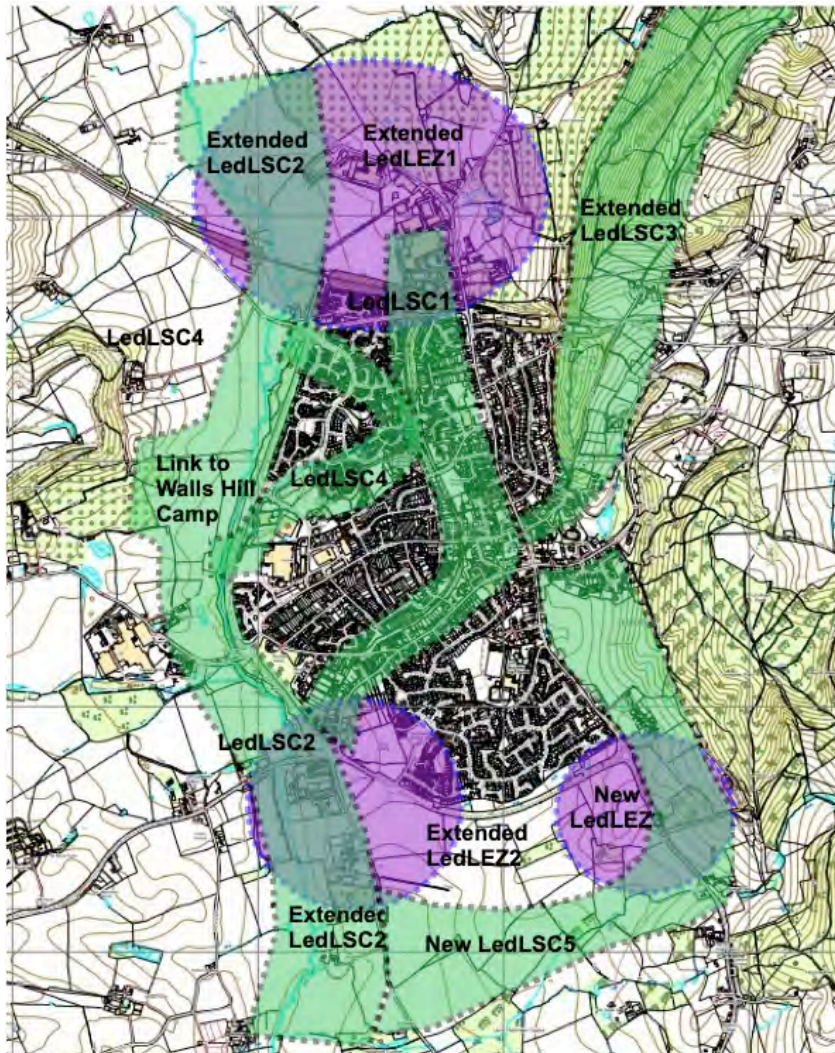 Extended
LedLSC2
Extended
LedLEZ1
Extended
LedLSC3
LedLSC1
LedLSC4
Link to
Walls Hill
Camp
LedLSC4
LedLSC2
New
LedLEZ
Extended
LedLEZ2
Extended
LedLSC2
New LedLSC5